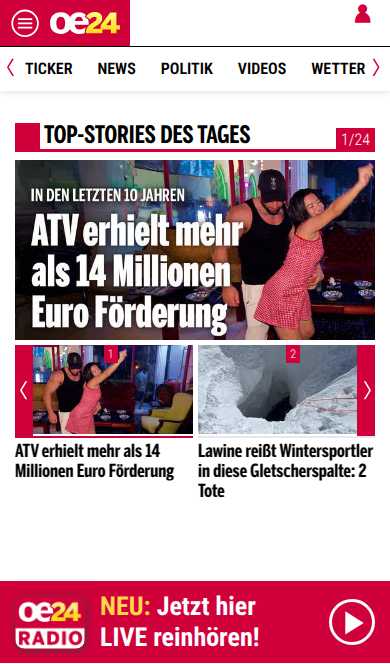 oe24
TICKER NEWS POLITIK VIDEOS WETTER
TOP-STORIES DES TAGES
1/24
IN DEN LETZTEN 10 JAHREN
ATV erhielt mehr
als 14 Millionen
Euro Förderung
1
2
ATV erhielt mehr als 14
Millionen Euro Förderung
Lawine reißt Wintersportler
in diese Gletscherspalte: 2
Tote
oe24
RADIO
NEU: Jetzt hier
LIVE reinhören!